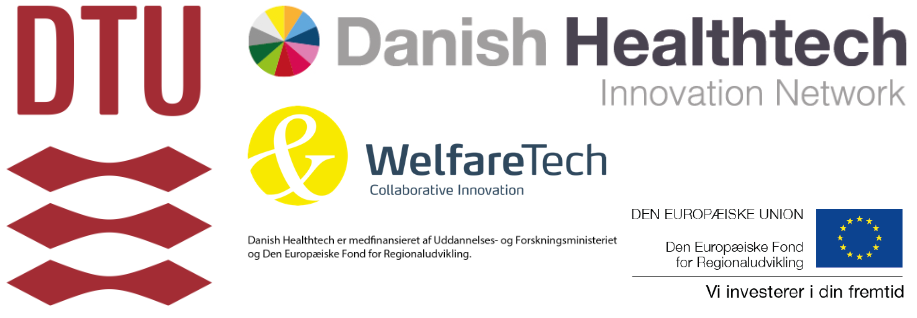 DTU
Danish Healthtech
Innovation Network
& WelfareTech
Collaborative Innovation
Danish Healthtech er medfinansieret af Uddannelses- og Forskningsministeriet
og Den Europæiske Fond for Regionaludvikling.
DEN EUROPÆISKE UNION
Den Europæiske Fond
for Regionaludvikling
Vi investerer i din fremtid